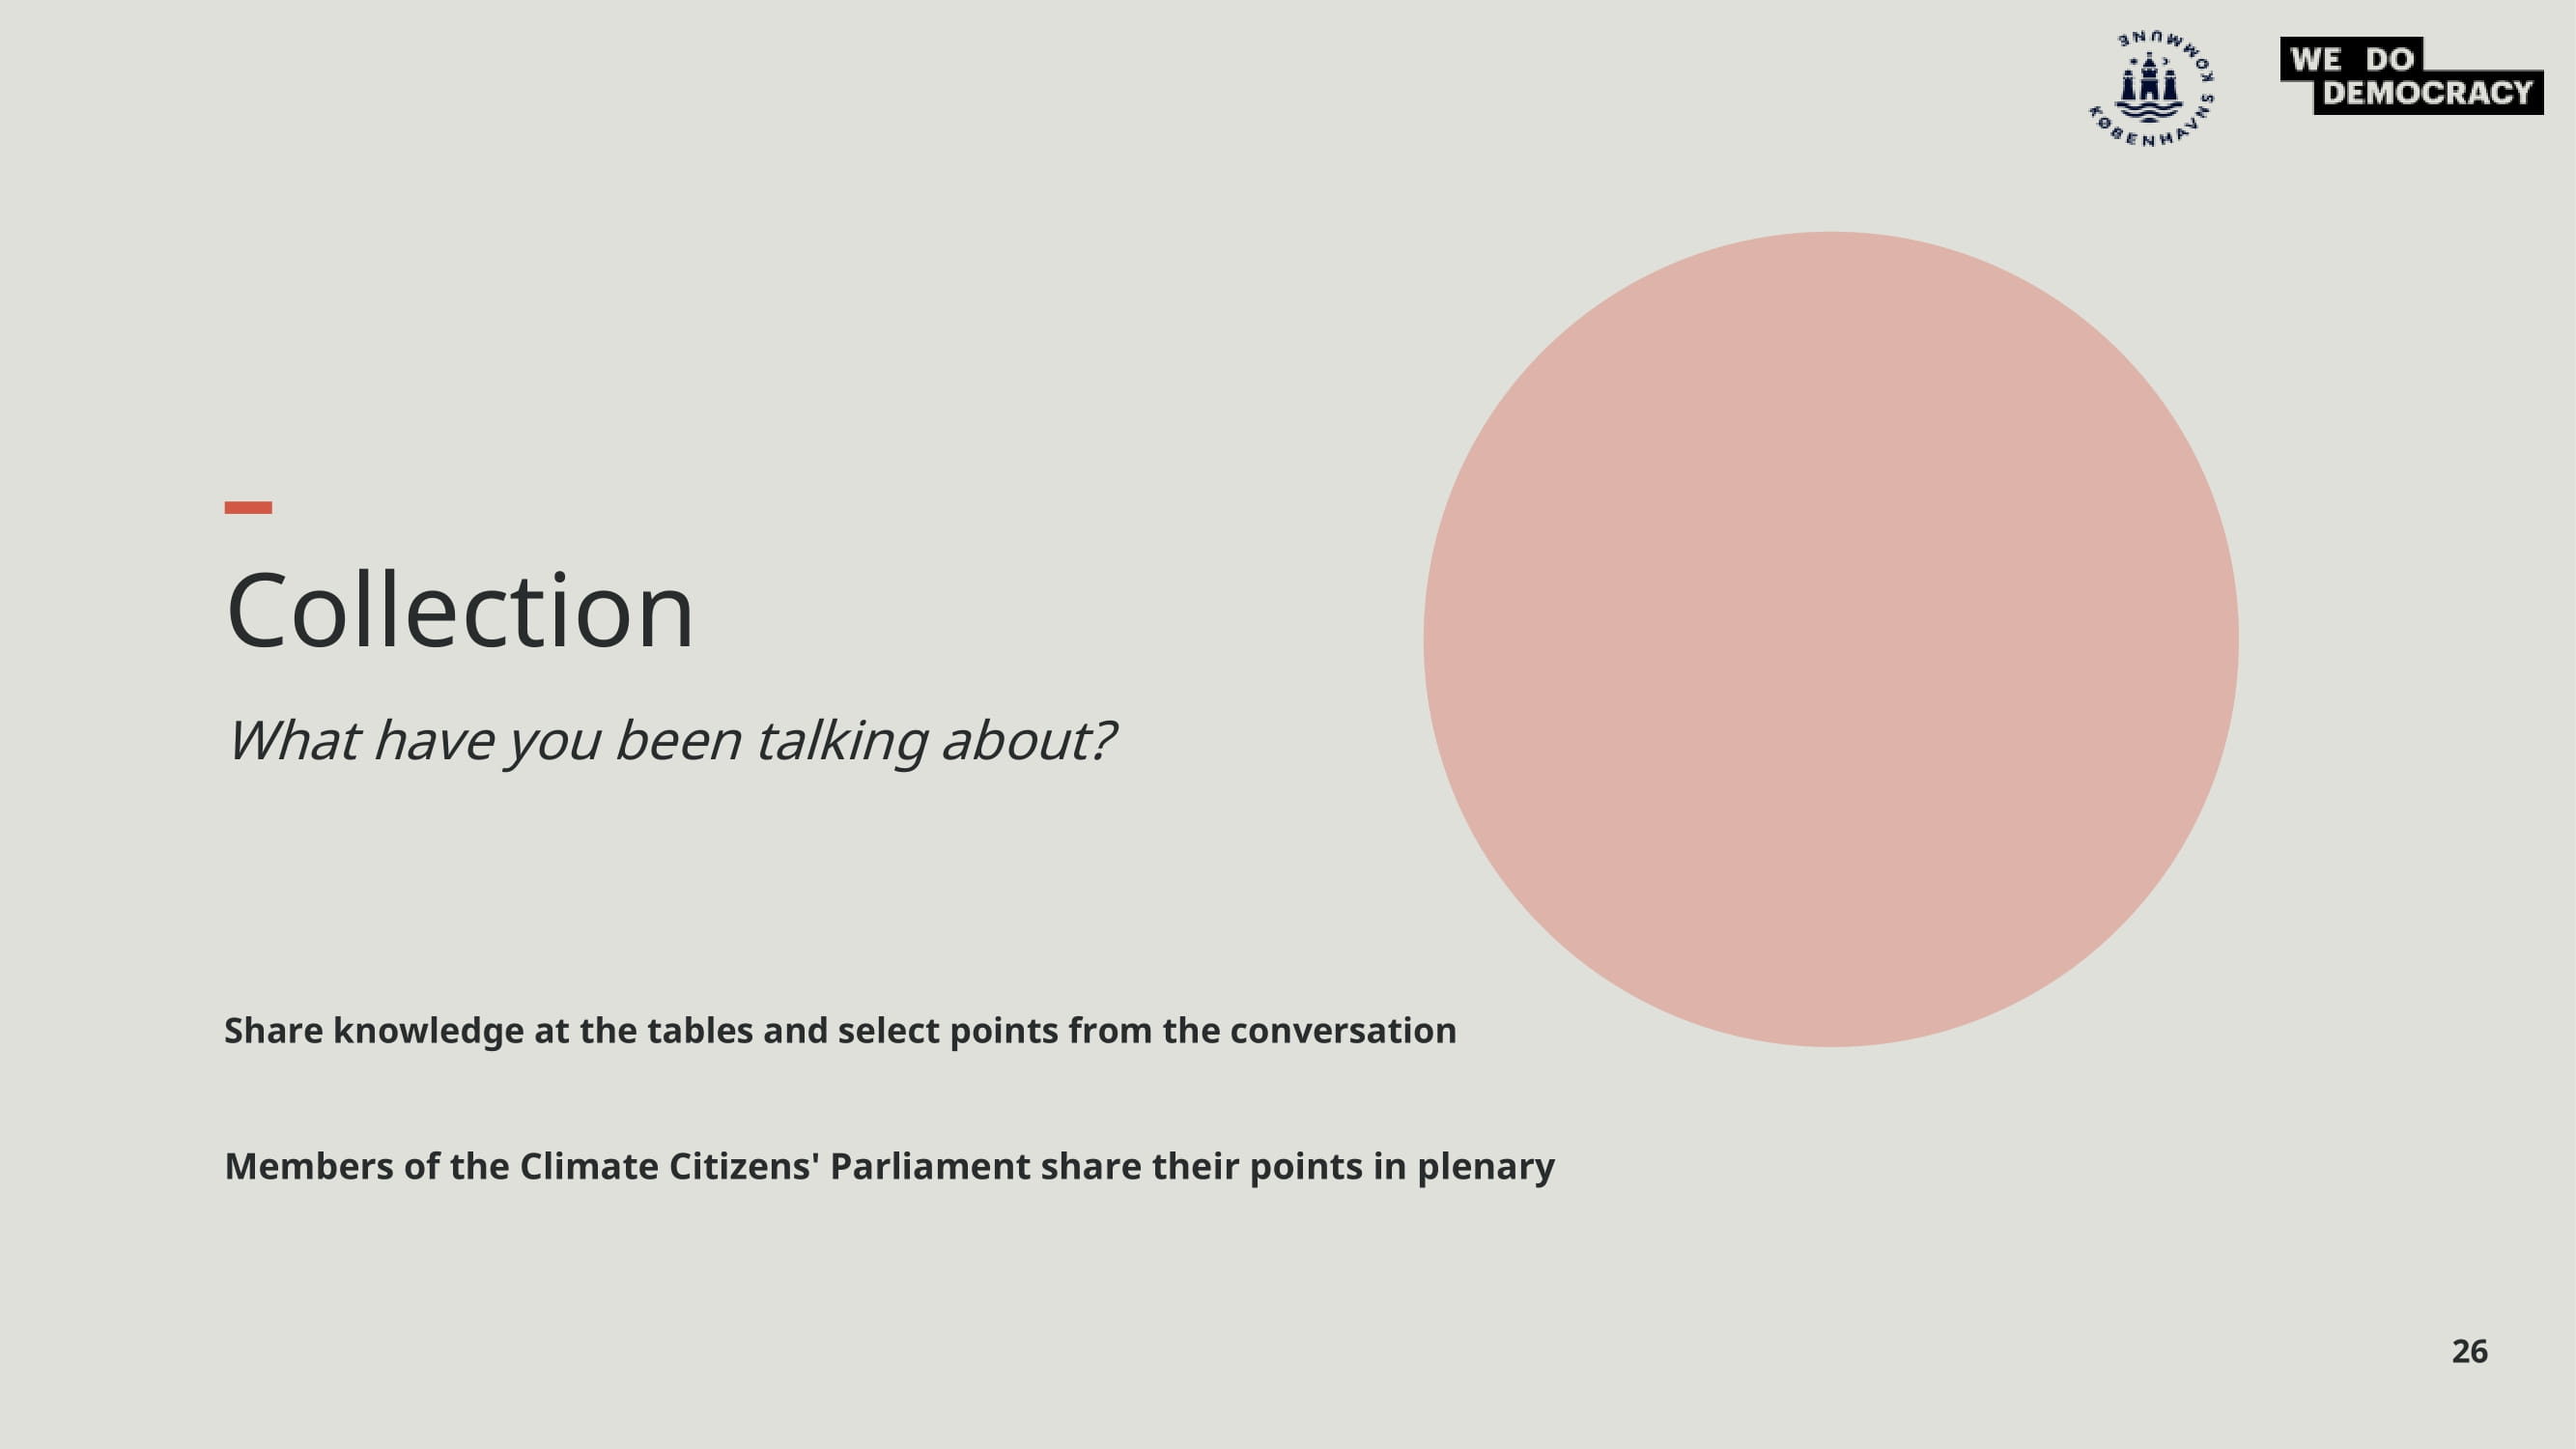 KØBENHAVNS KOMMUNE
WE DO
DEMOCRACY
Collection
What have you been talking about?
Share knowledge at the tables and select points from the conversation
Members of the Climate Citizens' Parliament share their points in plenary
26